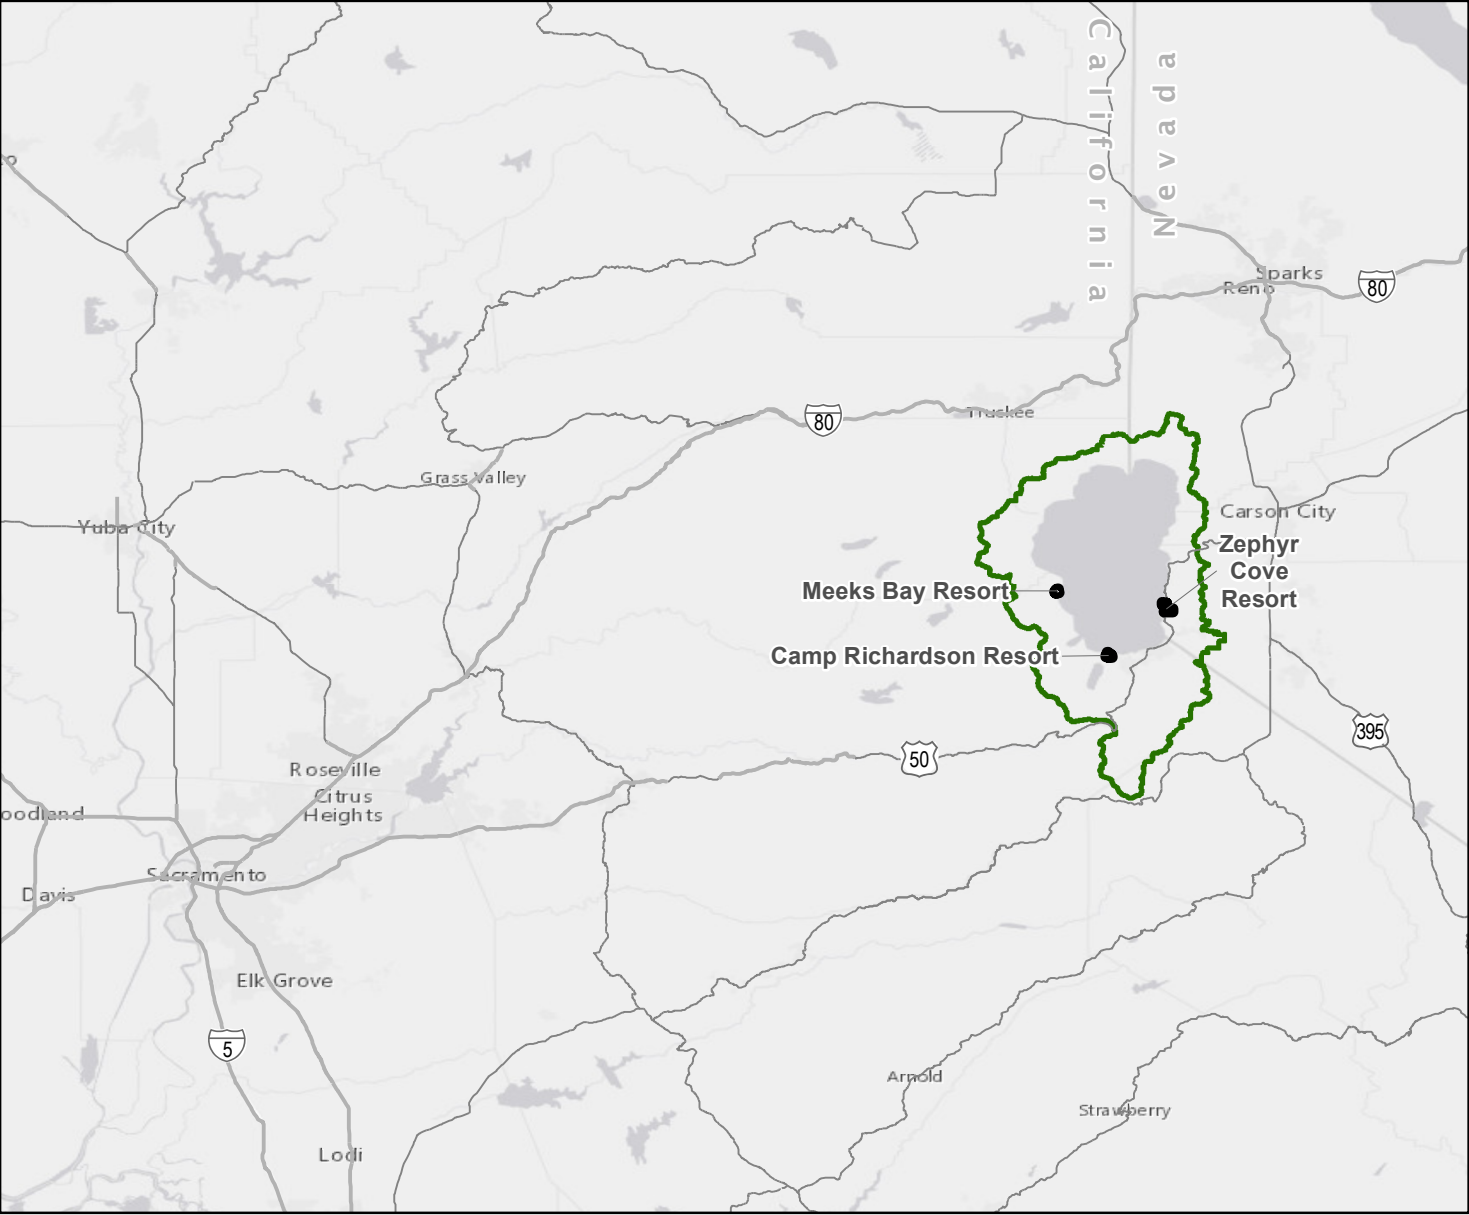 California
Nevada
Sparks
Reno
80
80
Truckee
Grass Valley
Carson City
Yuba City
Zephyr
Cove
Resort
Meeks Bay Resort
Camp Richardson Resort
395
50
Roseville
Citrus
Heights
oodland
Sacramento
Davis
Elk Grove
5
Arnold
Strawberry
Lodi